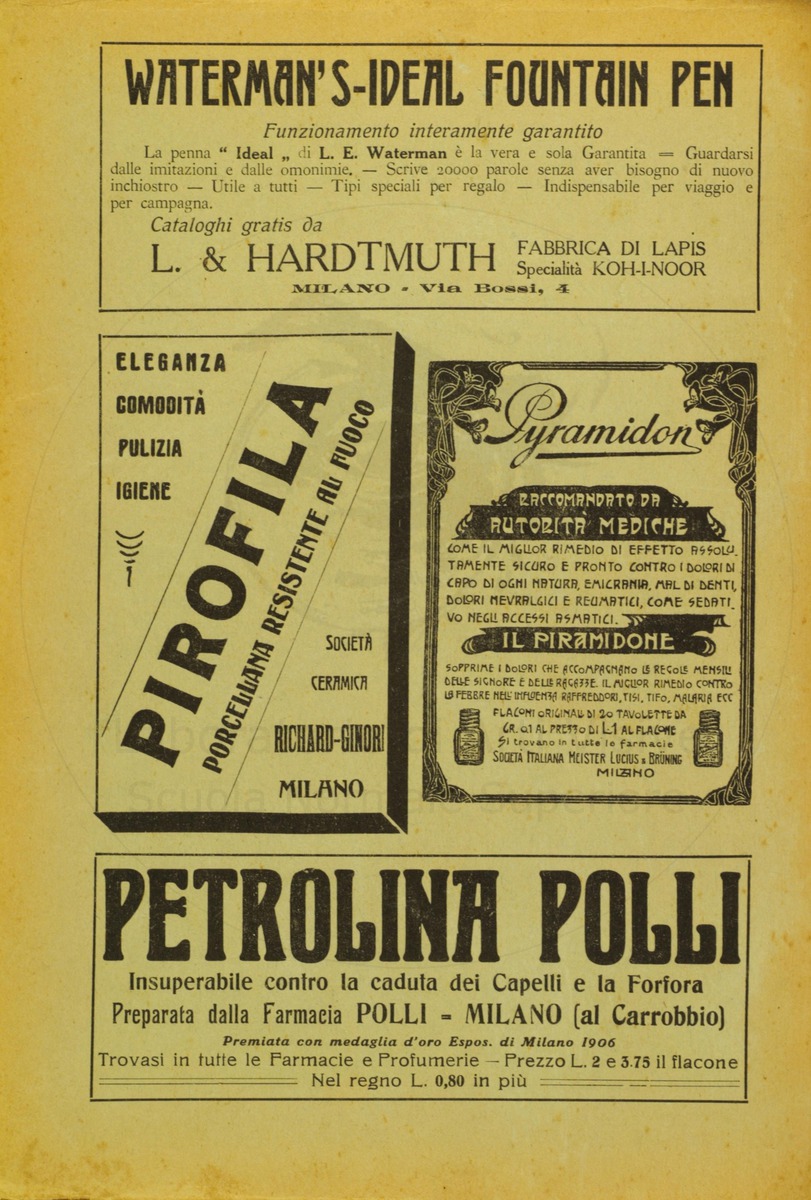 WATERMAN'S-IDEAL FOUNTAIN PEN
Funzionamento interamente garantito
La penna “ Ideal „ di L. E. Waterman è la vera e sola Garantita = Guardarsi
dalle imitazioni e dalle omonimie. — Scrive 20000 parole senza aver bisogno di nuovo
inchiostro — Utile a tutti — Tipi speciali per regalo — Indispensabile per viaggio e
per campagna.
Cataloghi gratis da
L. & HARDTMUTH
FABBRICA DI LAPIS
Specialità KOH-I-NOOR
MILANO - Via Bossi, 4
ELEGANZA
COMODITÀ
PULIZIA
IGIENE
PIROFILA
PORCELLANA RESISTENTE AL FUOCO
SOCIETÀ
CERAMICA
RICHARD-GINORI
MILANO
Pyramidon
RACCOMANDATO DA
AUTORITA' MEDICHE
COME IL MIGLIOR RIMEDIO DI EFFETTO ASSOLU-
TAMENTE SICURO E PRONTO CONTRO I DOLORI DI
CAPO DI OGNI NATURA, EMICRANIA, MAL DI DENTI,
DOLORI NEVRALGICI E REUMATICI, COME SEDATI-
VO NEGLI ACCESSI ASMATICI.
IL PIRAMIDONE
SOPPRIME I DOLORI CHE ACCOMPAGNANO LE REGOLE MENSILI
DELLE SIGNORE E DELLE RAGAZZE. IL MIGLIOR RIMEDIO CONTRO
LA FEBBRE NELL'INFLUENZA RAFFREDDORI, TISI, TIFO, MALARIA ECC
FLACONI ORIGINALI DI 20 TAVOLETTE DA
GR. 0.1 AL PREZZO DI L.1 AL FLACONE
Si trovano in tutte le farmacie
SOCIETÀ ITALIANA MEISTER LUCIUS & BRÜNING
MILANO
PETROLINA POLLI
Insuperabile contro la caduta dei Capelli e la Forfora
Preparata dalla Farmacia POLLI = MILANO (al Carrobbio)
Premiata con medaglia d'oro Espos. di Milano 1906
Trovasi in tutte le Farmacie e Profumerie — Prezzo L. 2 e 3.75 il flacone
Nel regno L. 0,80 in più